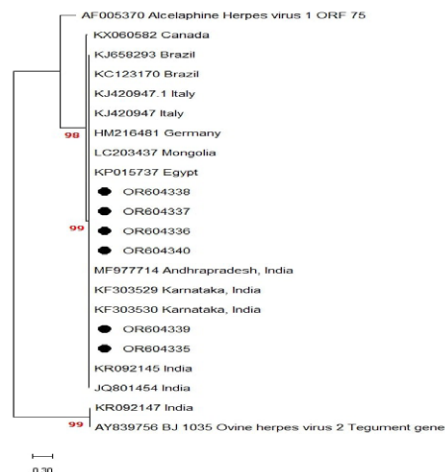 AF005370 Alcelaphine Herpes virus 1 ORF 75
KX060582 Canada
KJ658293 Brazil
KC123170 Brazil
KJ420947.1 Italy
KJ420947 Italy
HM216481 Germany
98
LC203437 Mongolia
KP015737 Egypt
OR604338
OR604337
99
OR604336
OR604340
MF977714 Andhrapradesh, India
KF303529 Karnataka, India
KF303530 Karnataka, India
OR604339
OR604335
KR092145 India
JQ801454 India
KR092147 India
99
AY839756 BJ 1035 Ovine herpes virus 2 Tegument gene
0.30